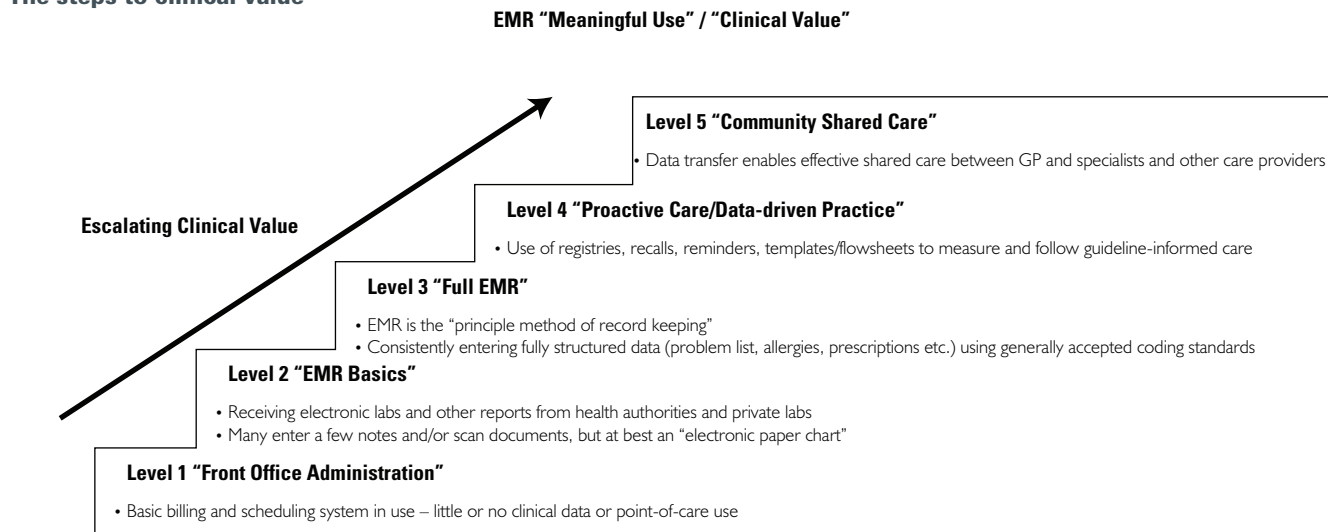 The steps to clinical value
EMR “Meaningful Use” / “Clinical Value”
Escalating Clinical Value
Level 5 “Community Shared Care”
• Data transfer enables effective shared care between GP and specialists and other care providers
Level 4 “Proactive Care/Data-driven Practice”
• Use of registries, recalls, reminders, templates/flowsheets to measure and follow guideline-informed care
Level 3 “Full EMR”
• EMR is the “principle method of record keeping”
• Consistently entering fully structured data (problem list, allergies, prescriptions etc.) using generally accepted coding standards
Level 2 “EMR Basics”
• Receiving electronic labs and other reports from health authorities and private labs
• Many enter a few notes and/or scan documents, but at best an “electronic paper chart”
Level 1 “Front Office Administration”
• Basic billing and scheduling system in use – little or no clinical data or point-of-care use